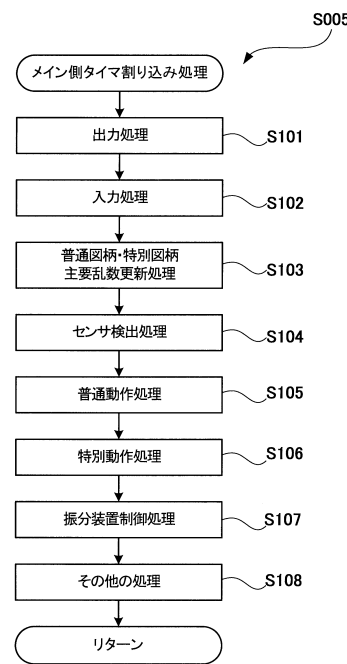 S005
メイン側タイマ割り込み処理
出力処理
S101
入力処理
S102
普通図柄・特別図柄
主要乱数更新処理
S103
センサ検出処理
S104
普通動作処理
S105
特別動作処理
S106
振分装置制御処理
S107
その他の処理
S108
リターン